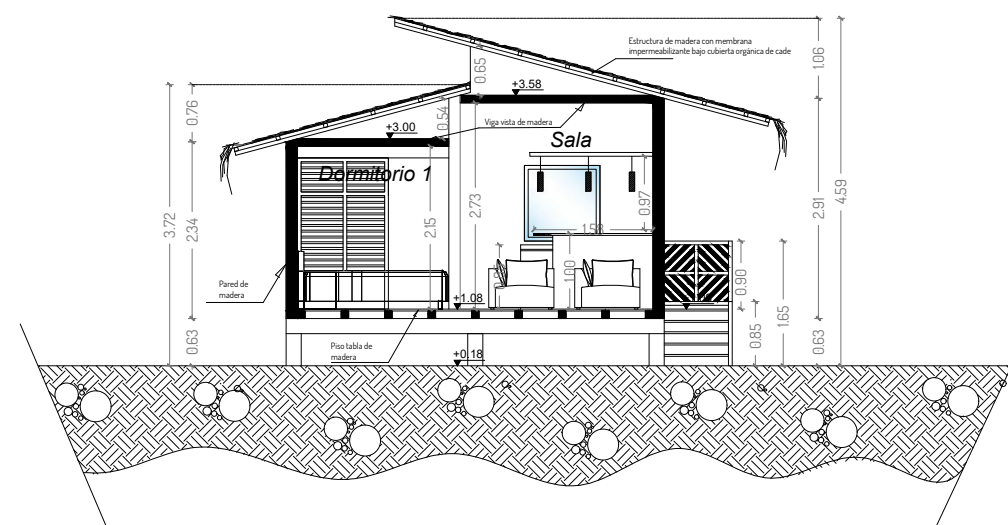 Estructura de madera con membrana
impermeabilizante bajo cubierta orgánica de cade
1.06
0.65
+3.58
0.76
0.54
Viga vista de madera
+3.00
Sala
Dormitorio 1
3.72
2.34
2.15
2.73
0.97
2.91
4.59
1.58
Pared de
madera
1.00
0.90
+1.08
1.65
0.85
0.63
Piso tabla de
madera
+0.18
0.63